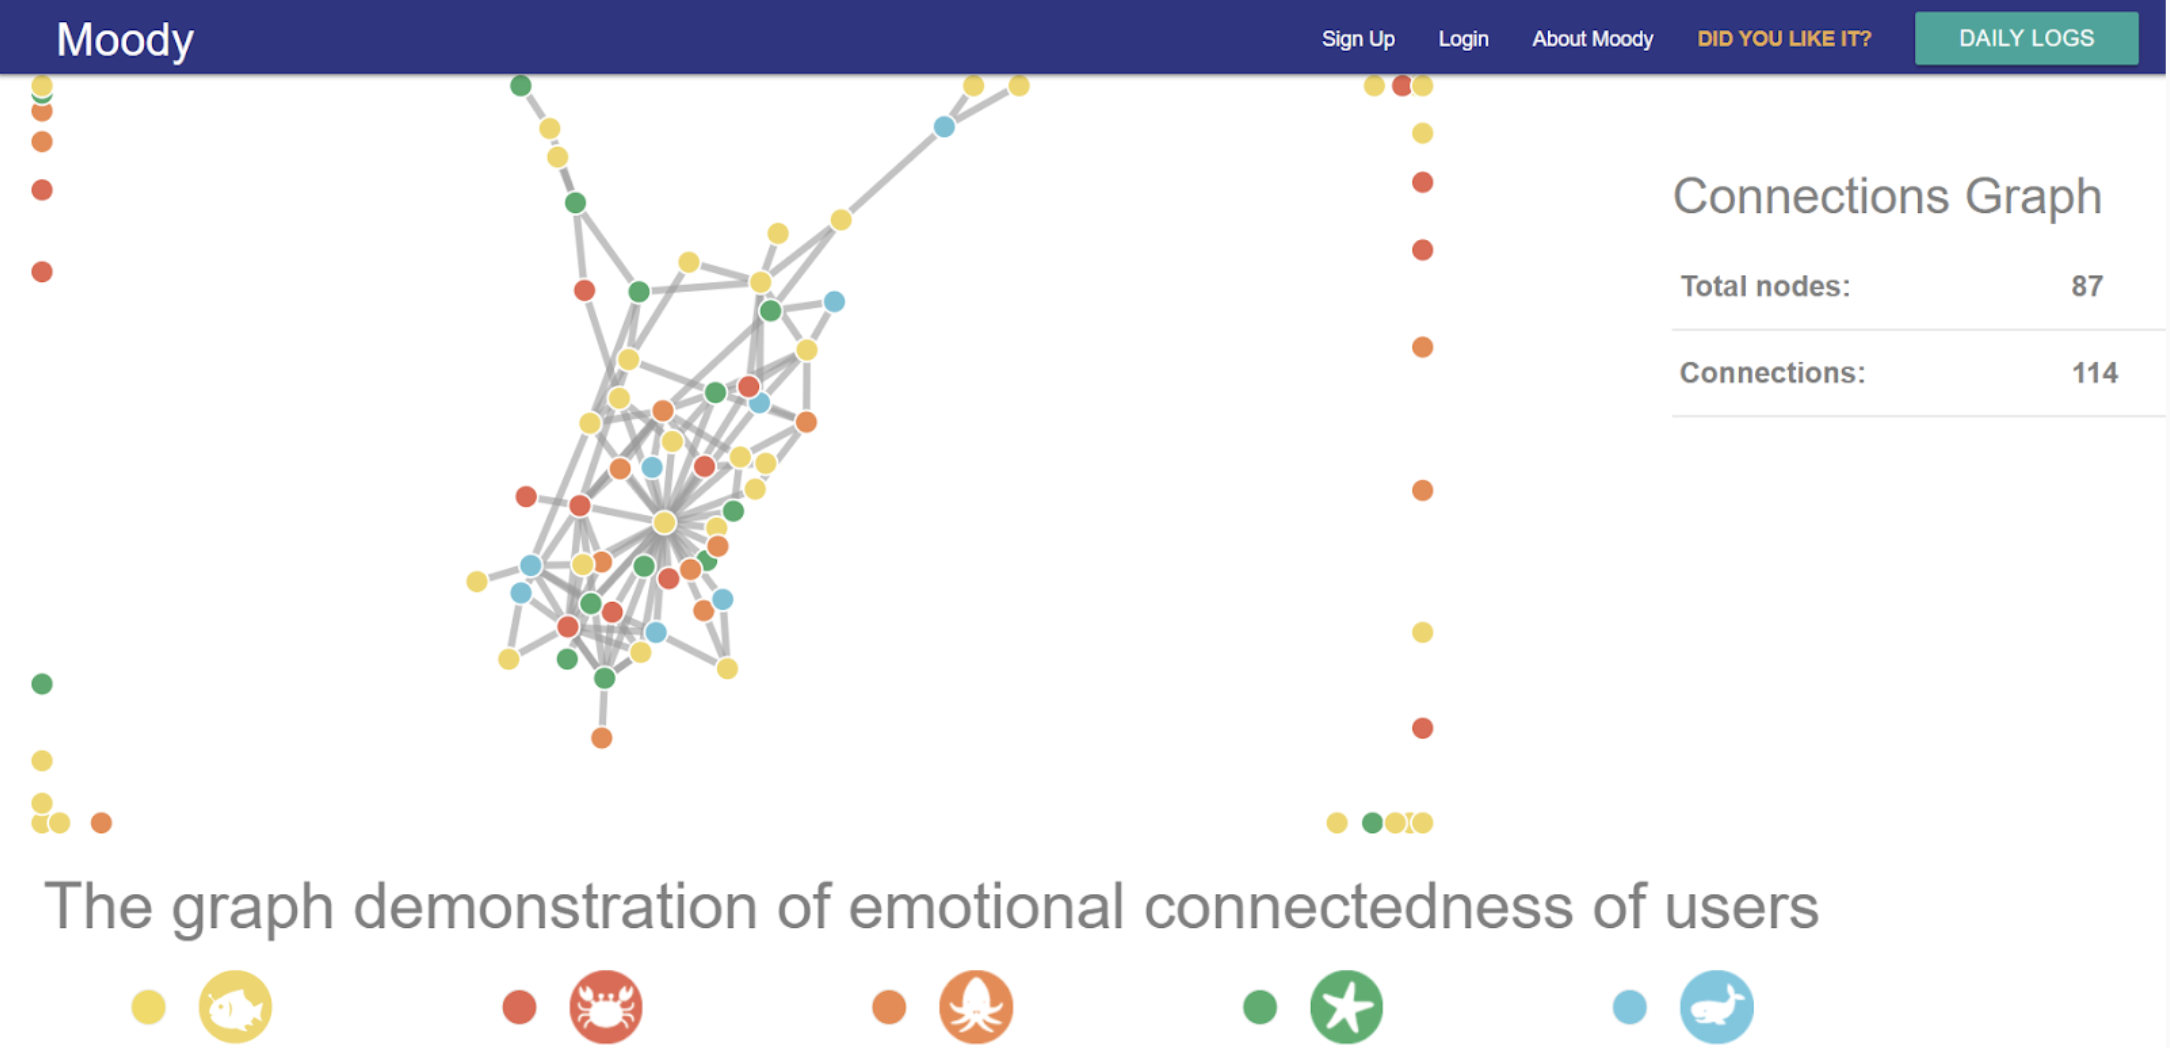 Moody
Sign Up
Login
About Moody
DID YOU LIKE IT?
DAILY LOGS
Connections Graph
Total nodes: 87
Connections: 114
The graph demonstration of emotional connectedness of users